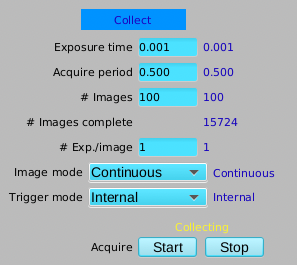 Collect
Exposure time 0.001 0.001
Acquire period 0.500 0.500
# Images 100 100
# Images complete 15724
# Exp./image 1 1
Image mode Continuous Continuous
Trigger mode Internal Internal
Collecting
Acquire Start Stop